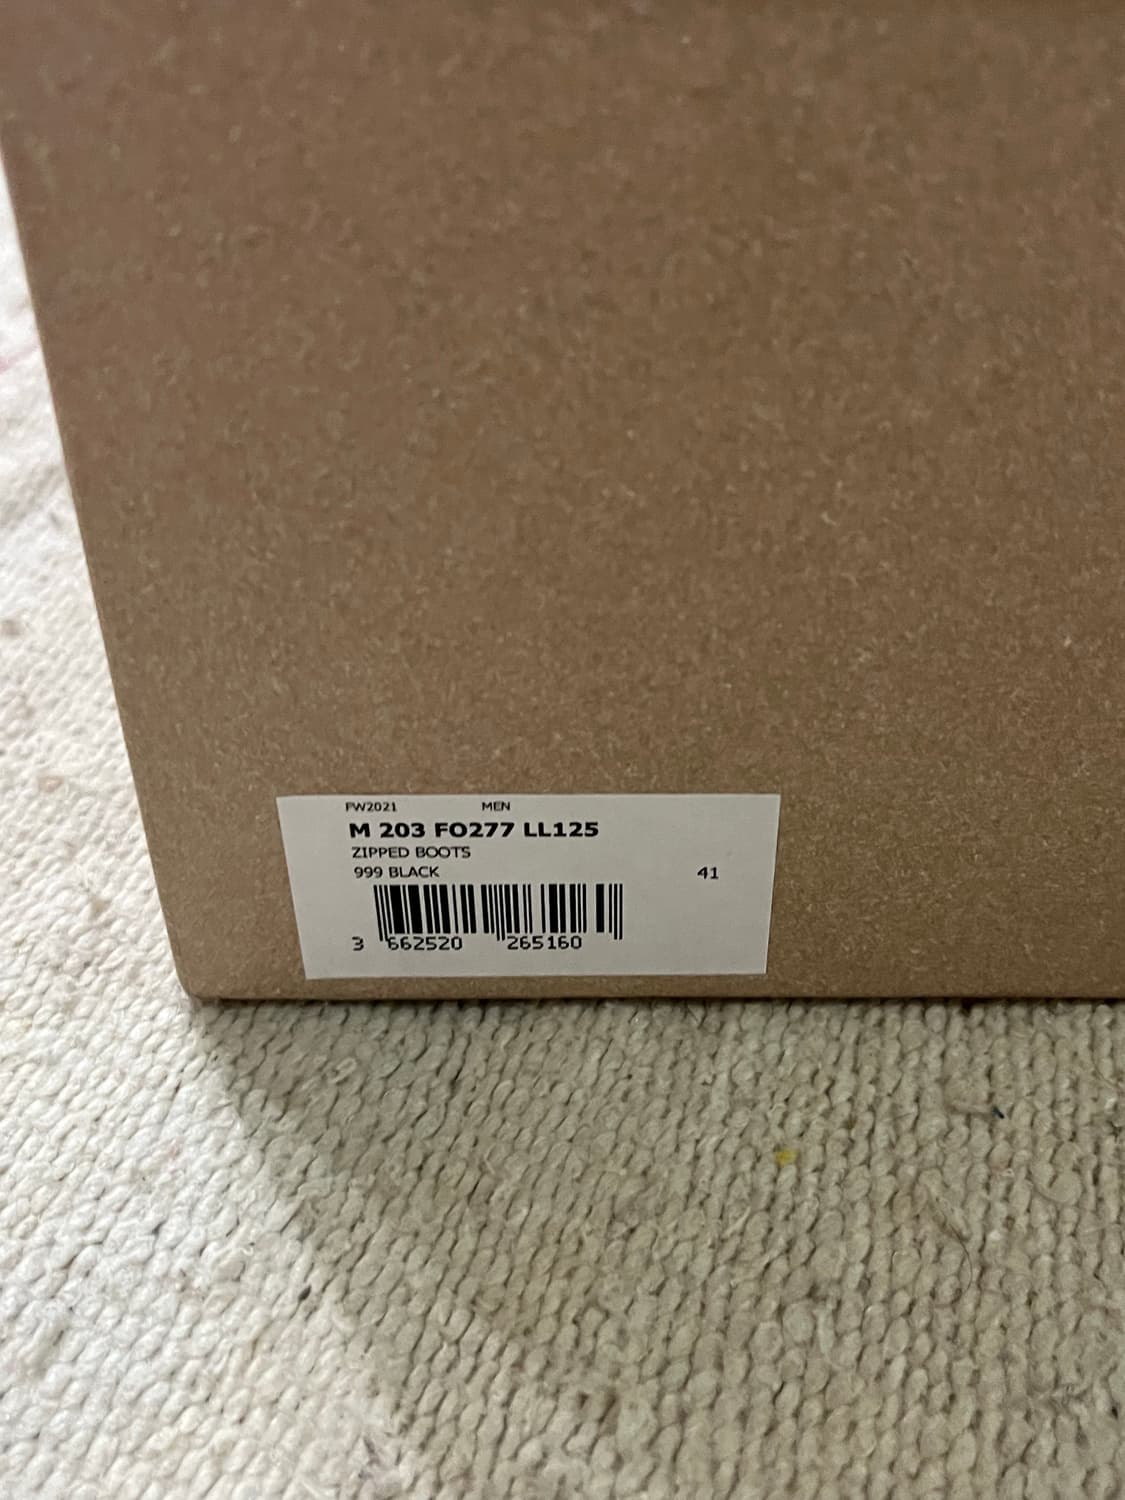 FW2021 MEN
M 203 FO277 LL125
ZIPPED BOOTS
999 BLACK 41
3 662520 265160